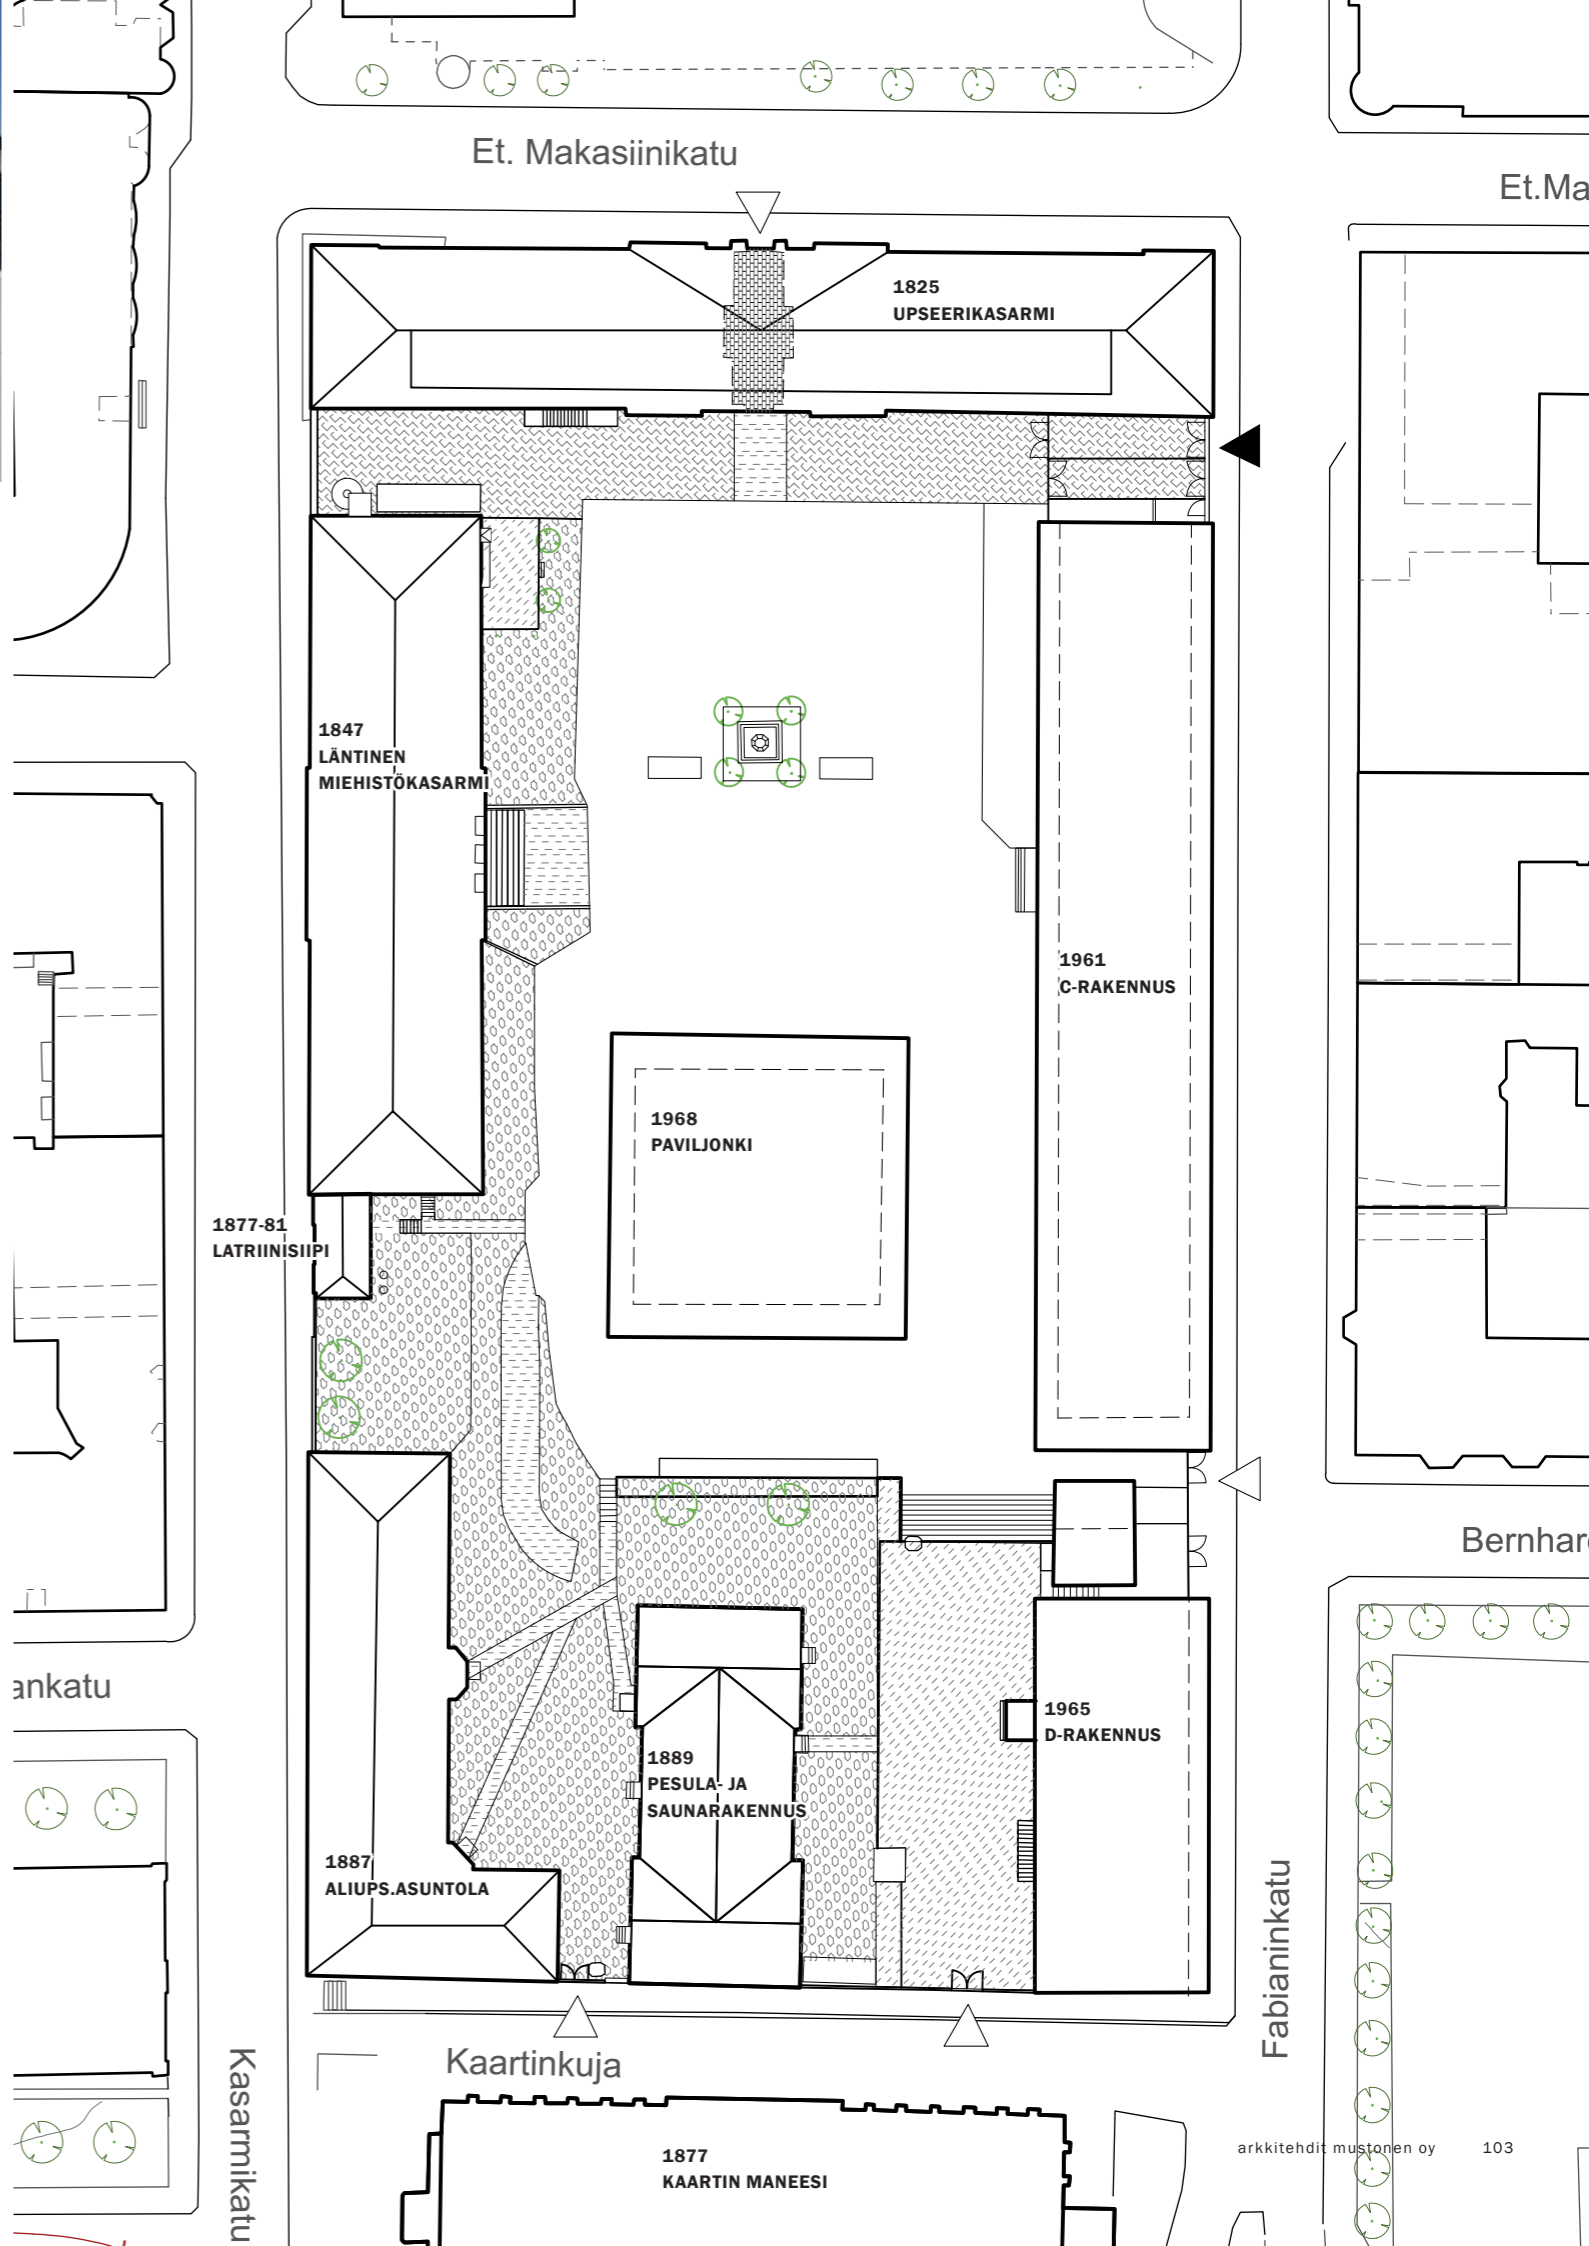 Et. Makasiinikatu
Et.Ma
1825
UPSEERIKASARMI
1847
LÄNTINEN
MIEHISTÖKASARMI
1961
C-RAKENNUS
1968
PAVILJONKI
1877-81
LATRIINISIIPI
Bernhar
ankatu
1965
D-RAKENNUS
1889
PESULA- JA
SAUNARAKENNUS
1887
ALIUPS.ASUNTOLA
Fabianinkatu
Kaartinkuja
Kasarmikatu
1877
KAARTIN MANEESI
arkkitehdit mustonen oy 103